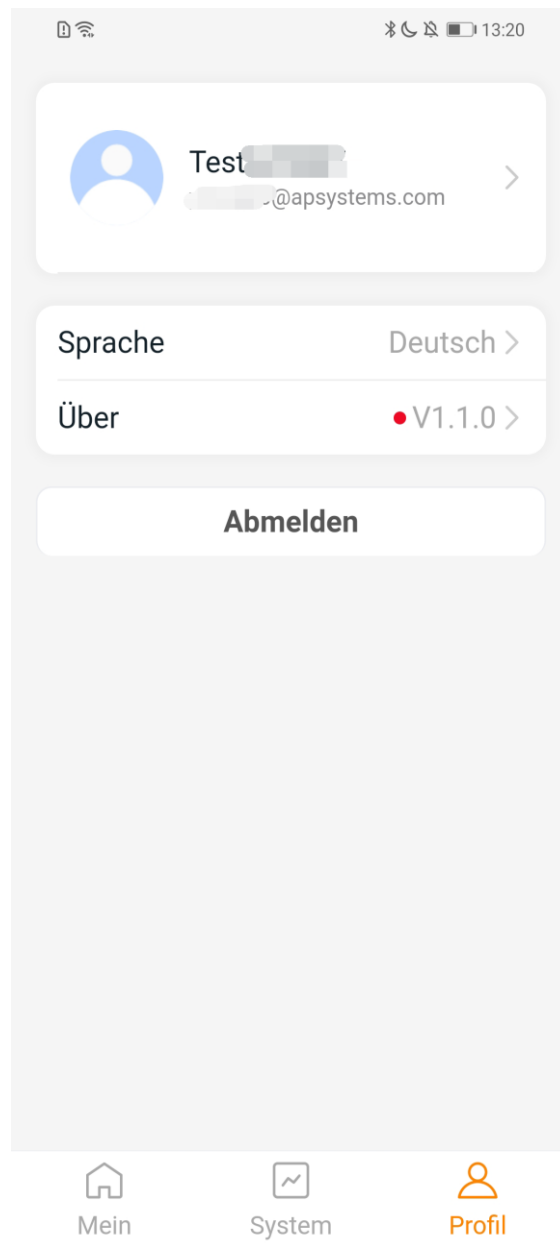 13:20
Test
@apsystems.com
Sprache Deutsch
Über V1.1.0
Abmelden
Mein System Profil